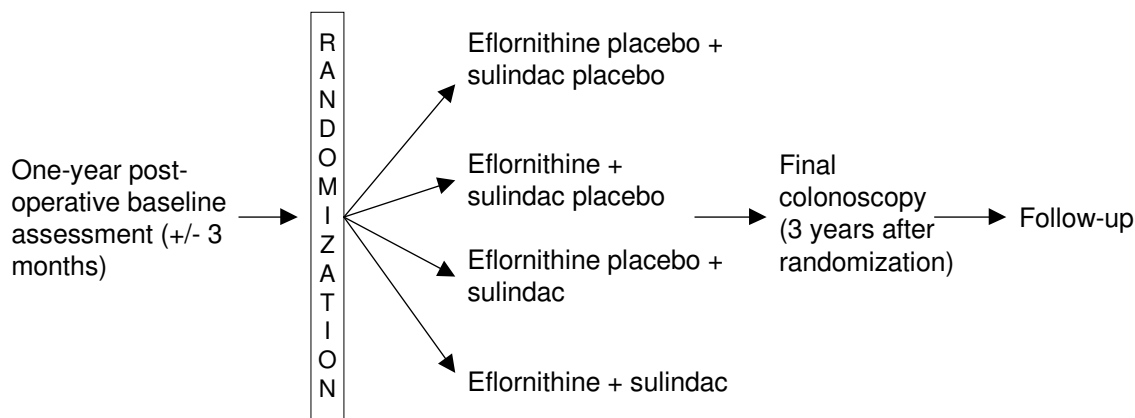 One-year post-
operative baseline
assessment (+/- 3
months)
RANDOMIZATION
Eflornithine placebo +
sulindac placebo
Eflornithine +
sulindac placebo
Eflornithine placebo +
sulindac
Eflornithine + sulindac
Final
colonoscopy
(3 years after
randomization)
Follow-up